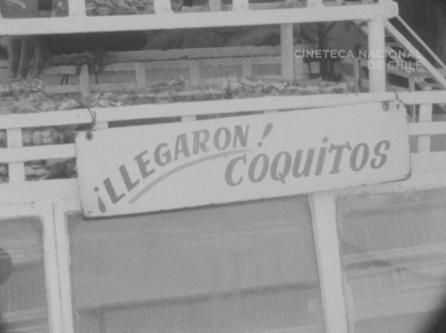 CINETECA NACIONAL
DE CHILE
¡LLEGARON!
COQUITOS